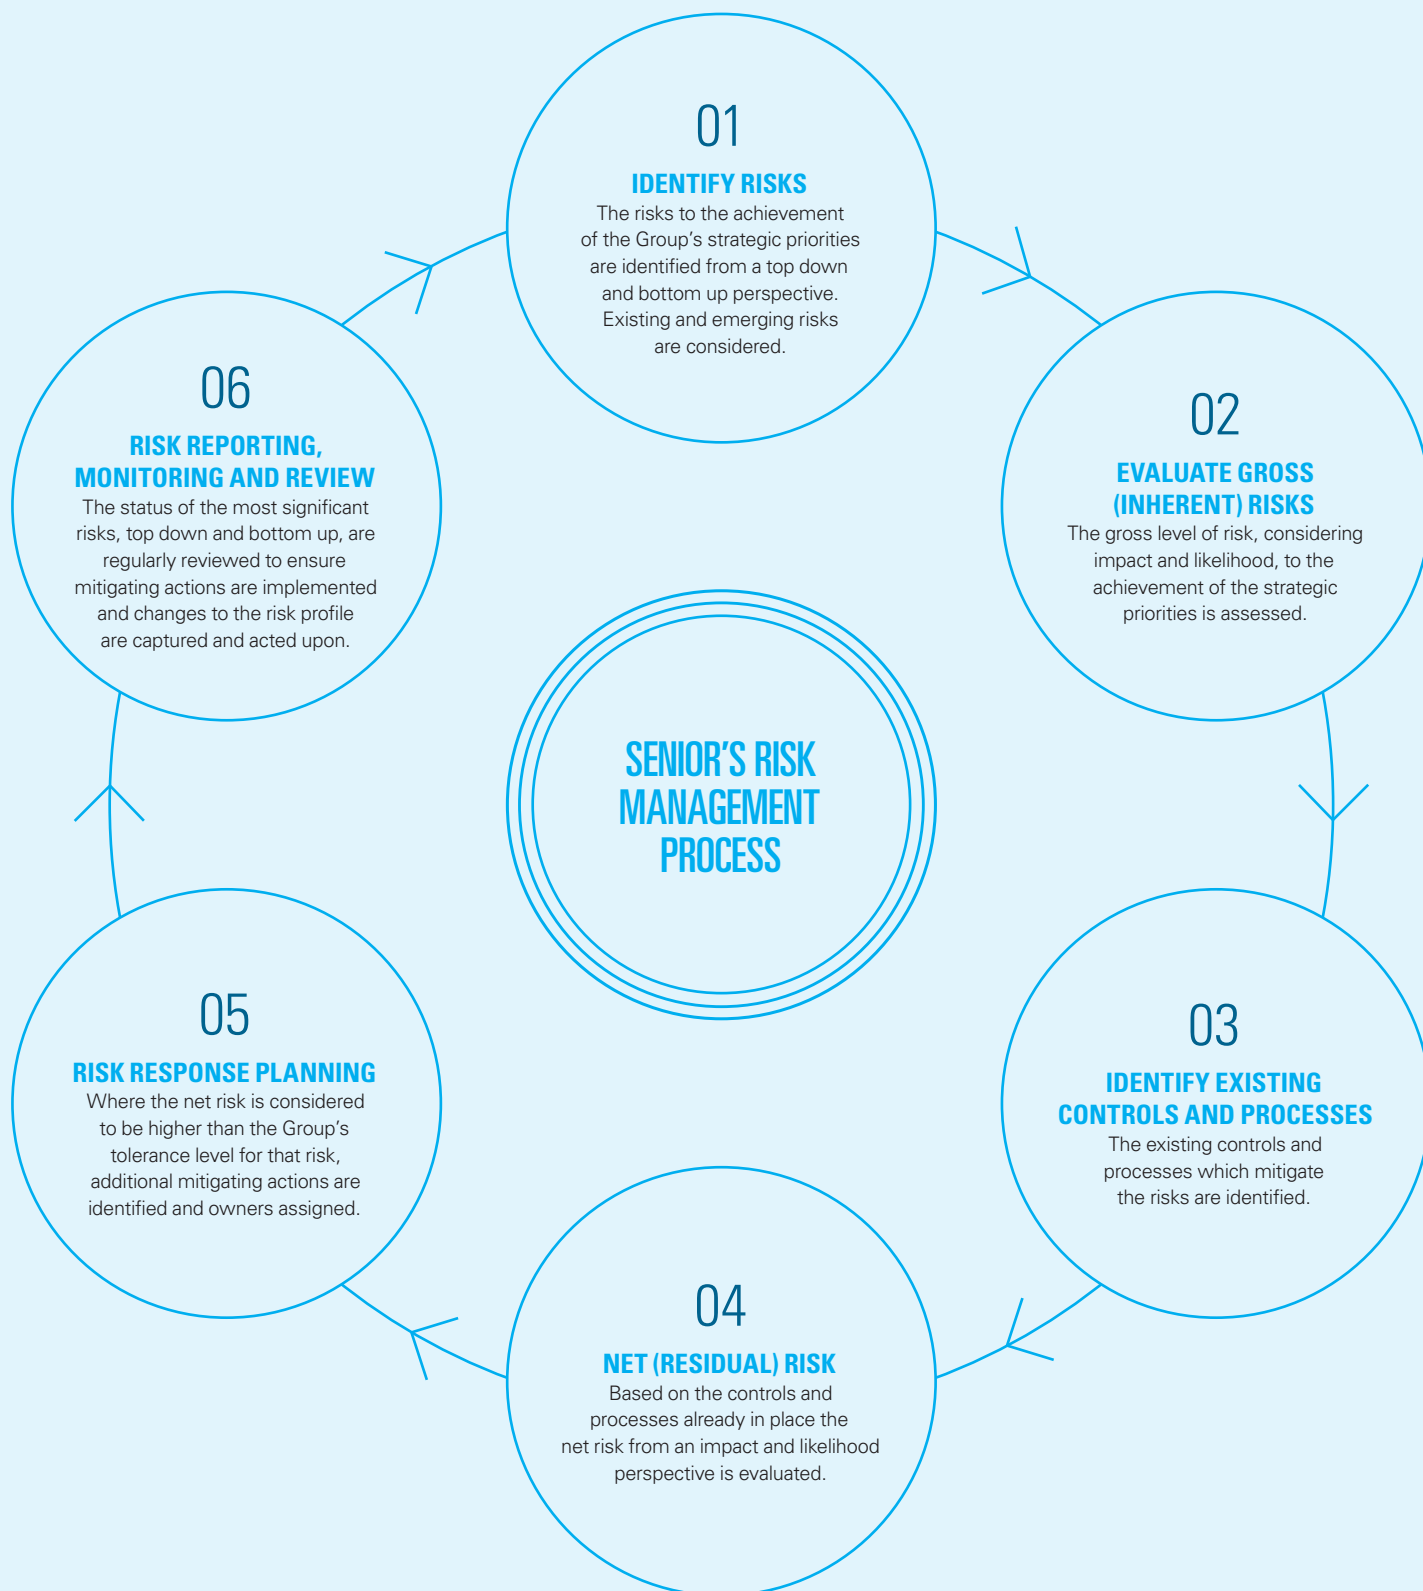 01
IDENTIFY RISKS
The risks to the achievement
of the Group’s strategic priorities
are identified from a top down
and bottom up perspective.
Existing and emerging risks
are considered.
02
EVALUATE GROSS
(INHERENT) RISKS
The gross level of risk, considering
impact and likelihood, to the
achievement of the strategic
priorities is assessed.
03
IDENTIFY EXISTING
CONTROLS AND PROCESSES
The existing controls and
processes which mitigate
the risks are identified.
04
NET (RESIDUAL) RISK
Based on the controls and
processes already in place the
net risk from an impact and likelihood
perspective is evaluated.
05
RISK RESPONSE PLANNING
Where the net risk is considered
to be higher than the Group’s
tolerance level for that risk,
additional mitigating actions are
identified and owners assigned.
06
RISK REPORTING,
MONITORING AND REVIEW
The status of the most significant
risks, top down and bottom up, are
regularly reviewed to ensure
mitigating actions are implemented
and changes to the risk profile
are captured and acted upon.
SENIOR’S RISK
MANAGEMENT
PROCESS